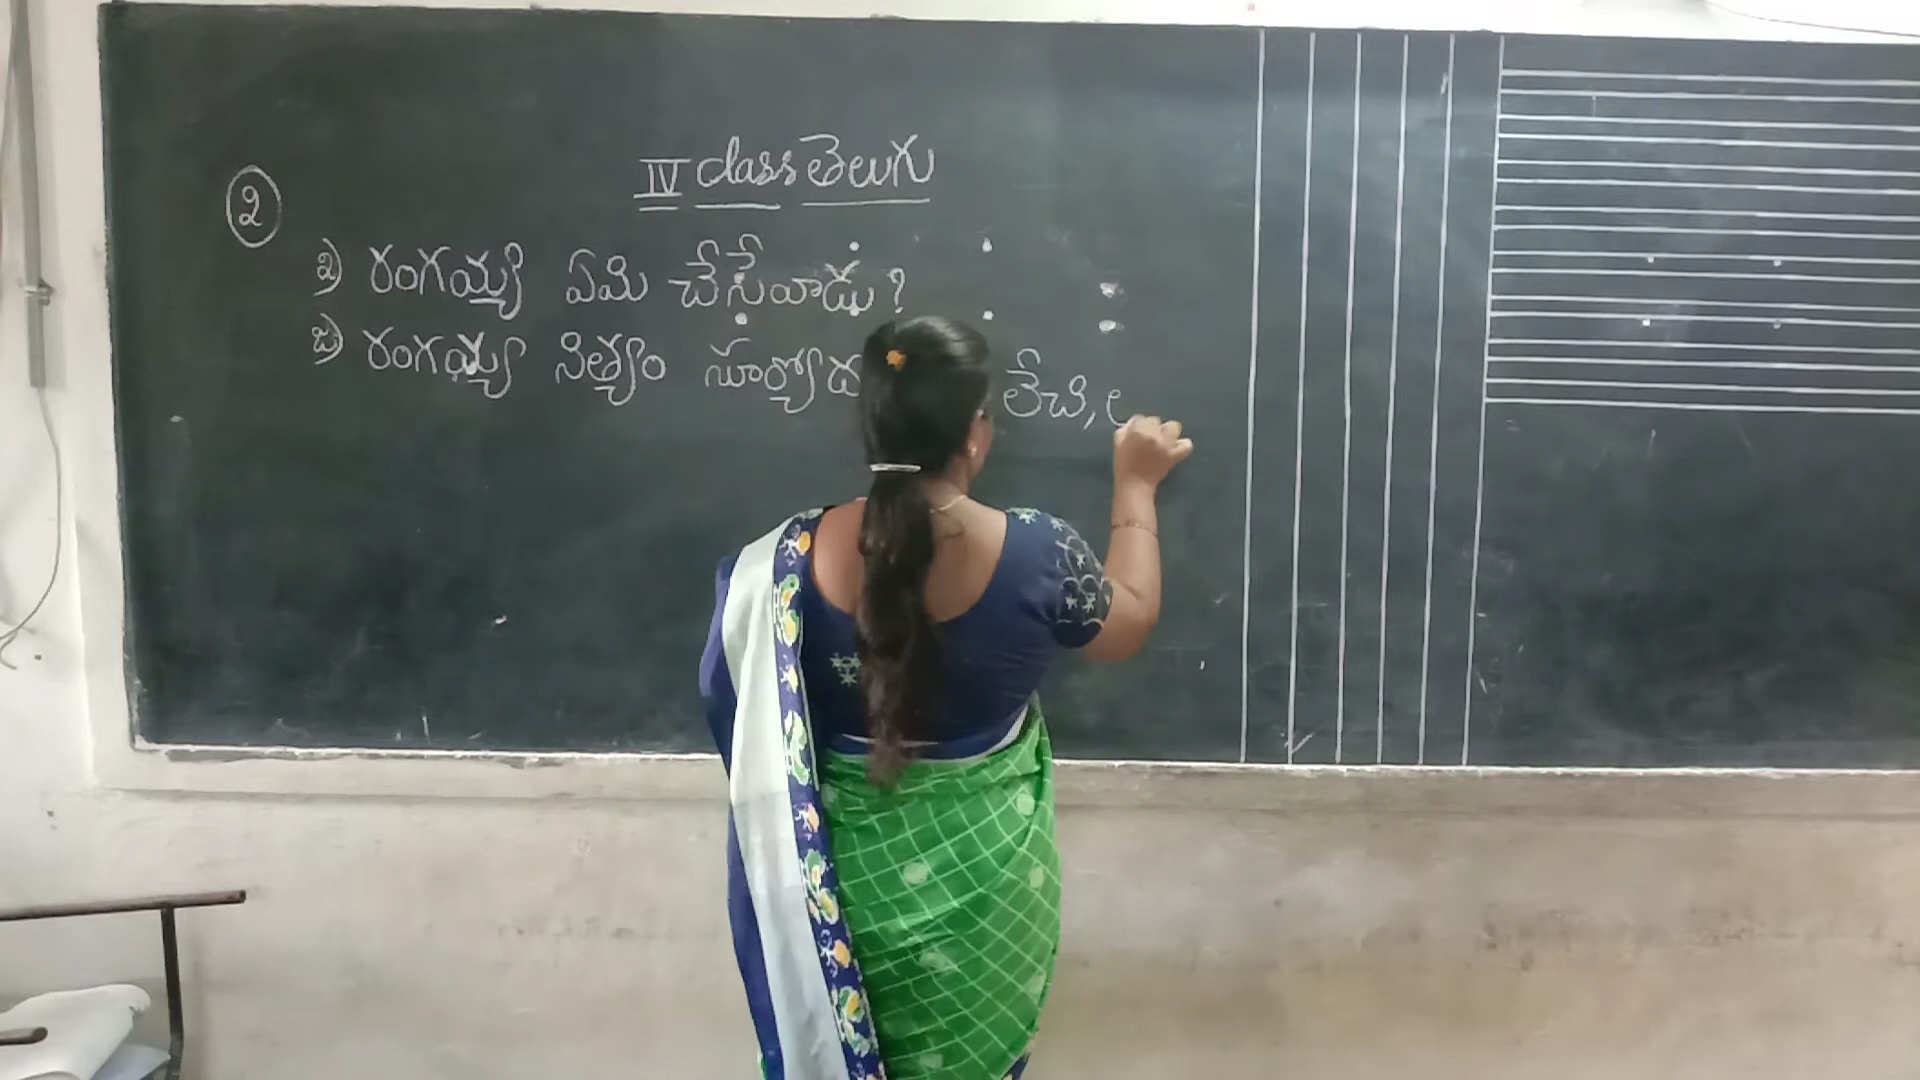 IV class తెలుగు
2
ప్ర) రంగయ్య ఏమి చేసేవాడు?
జ) రంగయ్య నిత్యం సూర్యోద లేచి,